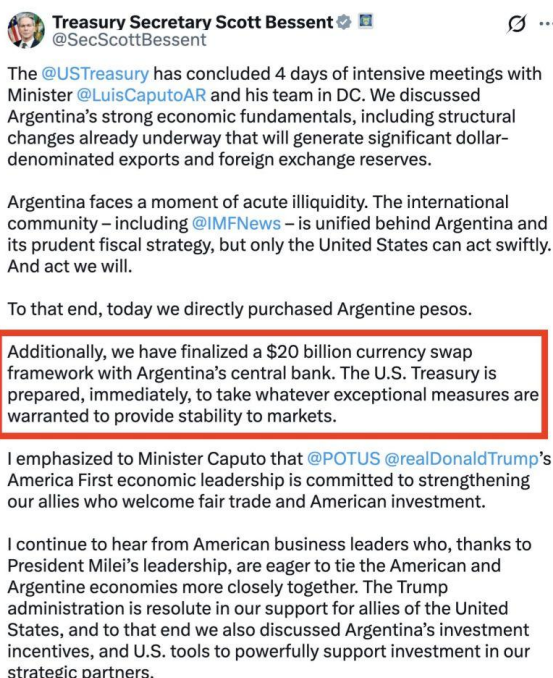 Treasury Secretary Scott Bessent
@SecScottBessent
The @USTreasury has concluded 4 days of intensive meetings with
Minister @LuisCaputoAR and his team in DC. We discussed
Argentina’s strong economic fundamentals, including structural
changes already underway that will generate significant dollar-
denominated exports and foreign exchange reserves.
Argentina faces a moment of acute illiquidity. The international
community – including @IMFNews – is unified behind Argentina and
its prudent fiscal strategy, but only the United States can act swiftly.
And act we will.
To that end, today we directly purchased Argentine pesos.
Additionally, we have finalized a $20 billion currency swap
framework with Argentina’s central bank. The U.S. Treasury is
prepared, immediately, to take whatever exceptional measures are
warranted to provide stability to markets.
I emphasized to Minister Caputo that @POTUS @realDonaldTrump’s
America First economic leadership is committed to strengthening
our allies who welcome fair trade and American investment.
I continue to hear from American business leaders who, thanks to
President Milei’s leadership, are eager to tie the American and
Argentine economies more closely together. The Trump
administration is resolute in our support for allies of the United
States, and to that end we also discussed Argentina’s investment
incentives, and U.S. tools to powerfully support investment in our
strategic partners.